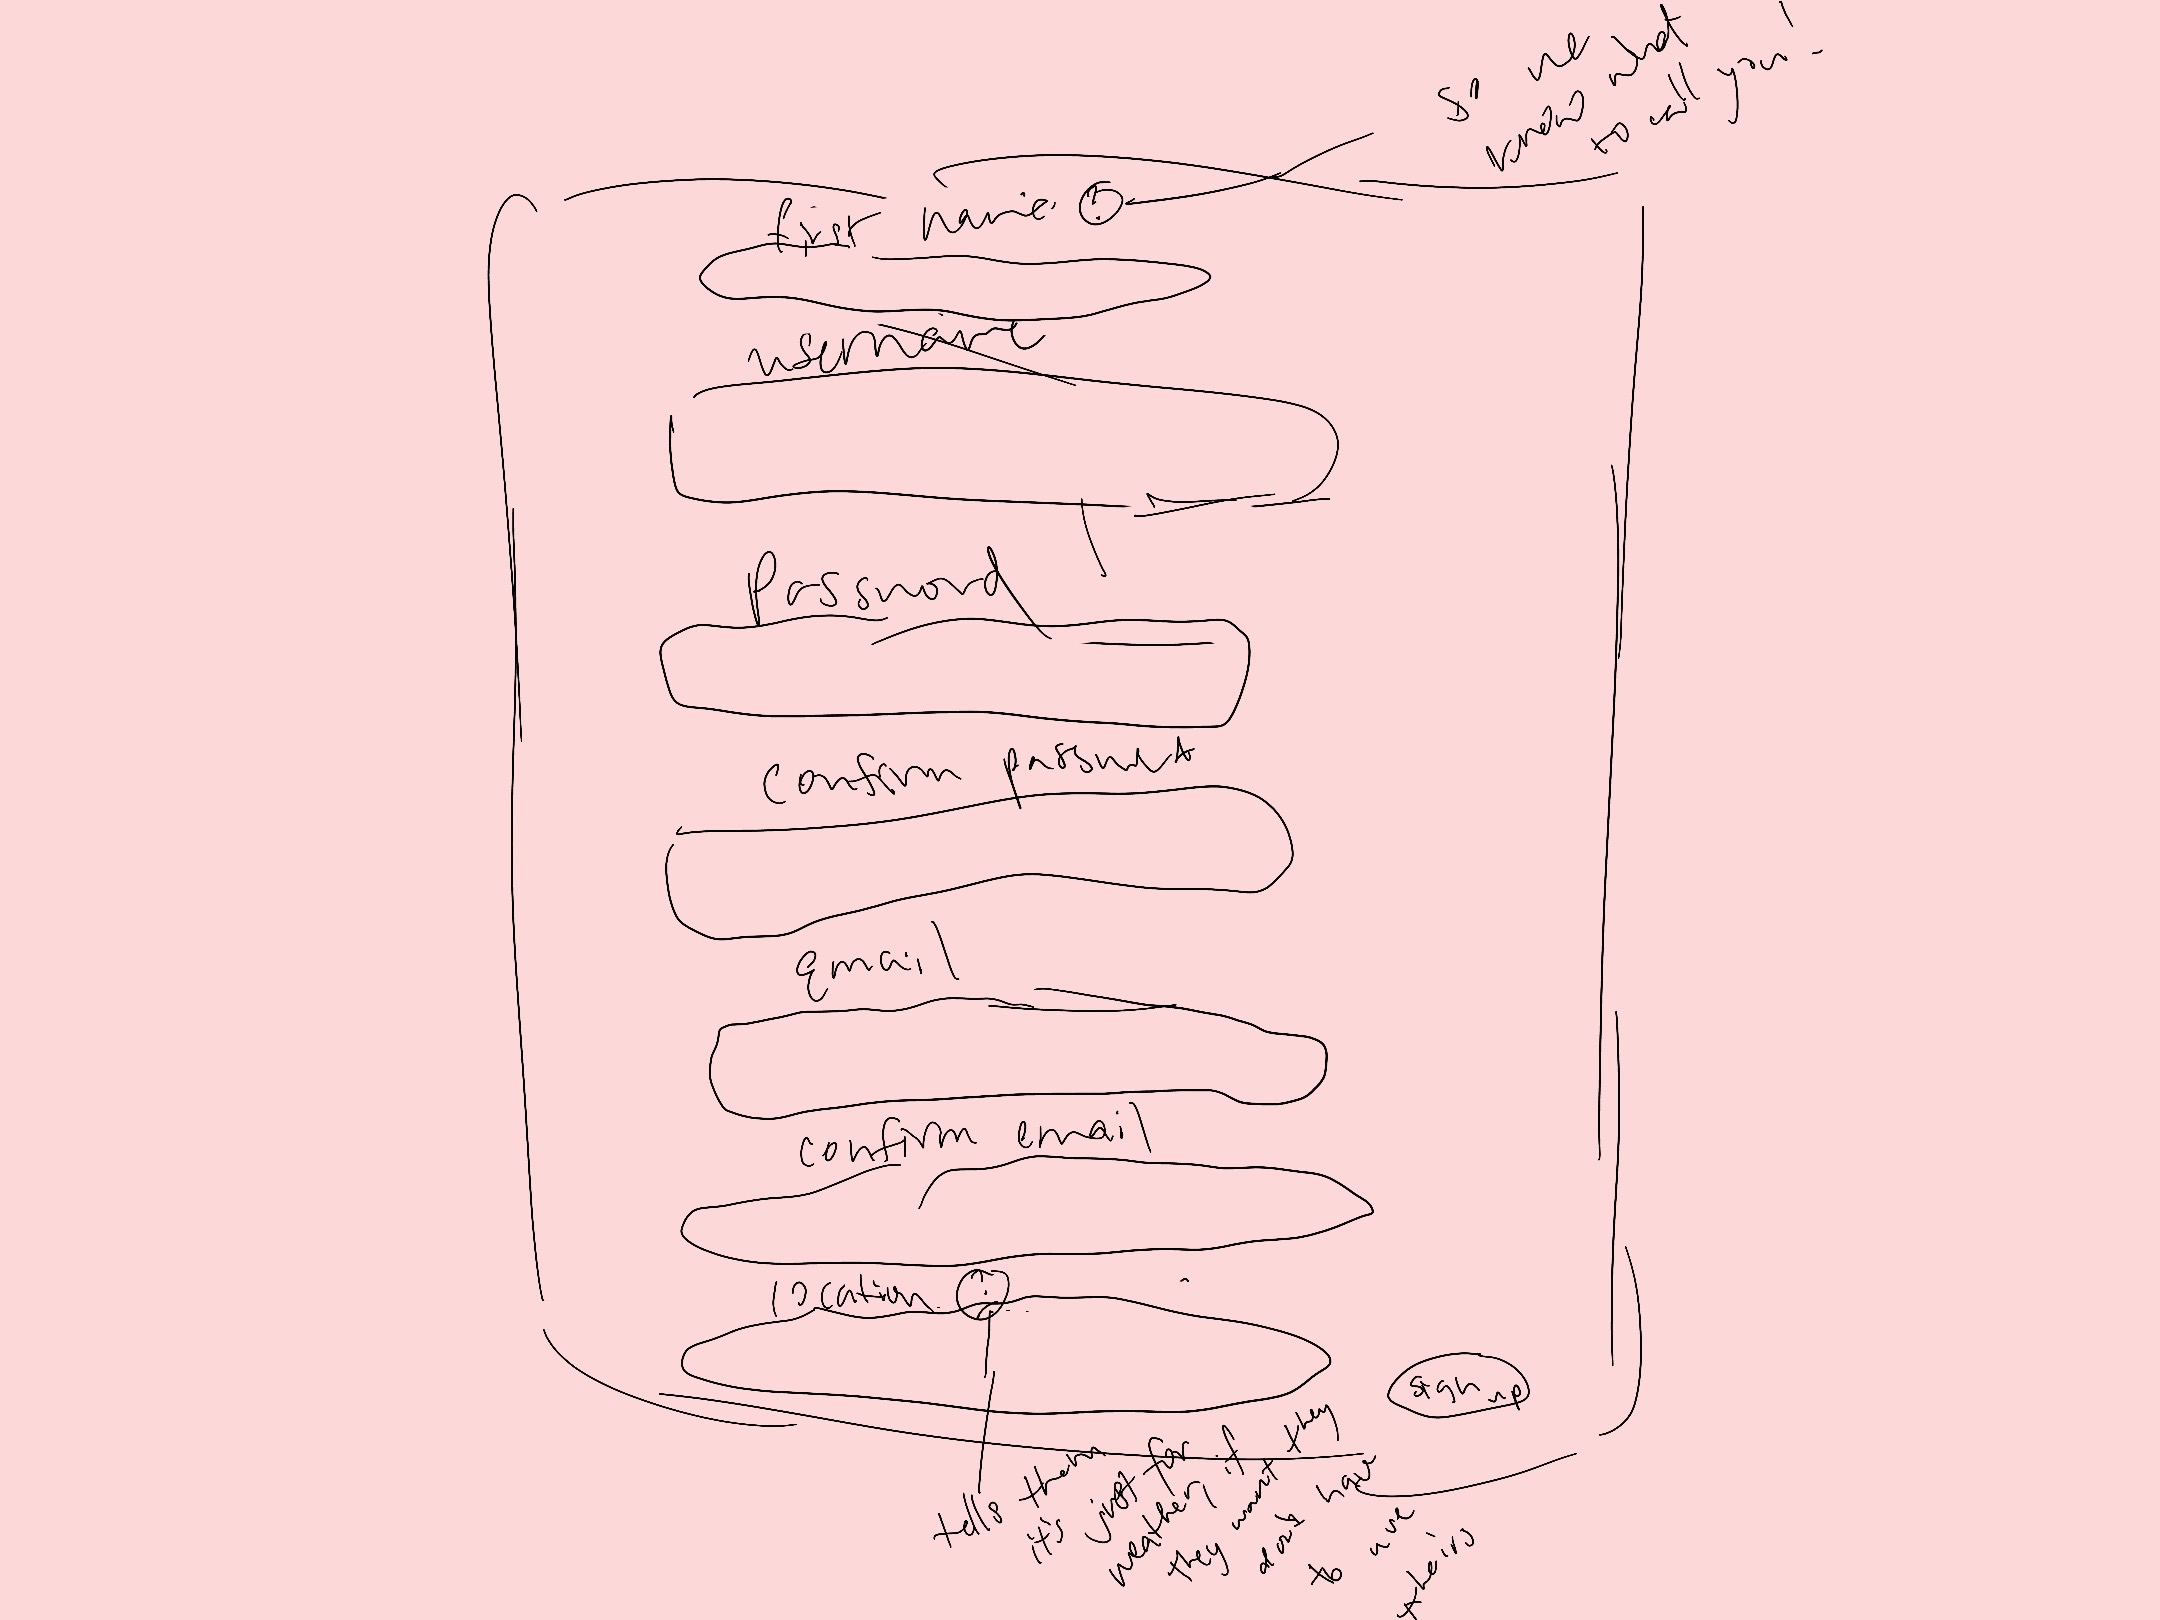 so we
know what
to call you!
first name ?
username
Password
confirm password
email
confirm email
location ?
sign up
tells them
it's just for
weather, if
they want they
don't have
to use
theirs